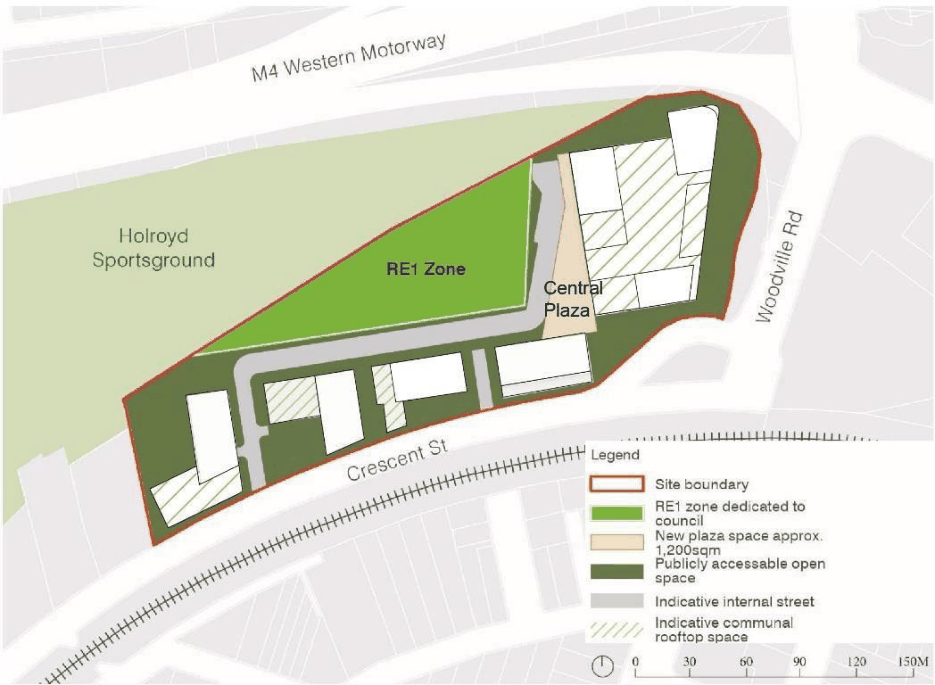 M4 Western Motorway
Holroyd
Sportsground
RE1 Zone
Central
Plaza
Woodville Rd
Crescent St
Legend
Site boundary
RE1 zone dedicated to
council
New plaza space approx.
1,200sqm
Publicly accessable open
space
Indicative internal street
Indicative communal
rooftop space
0 30 60 90 120 150M